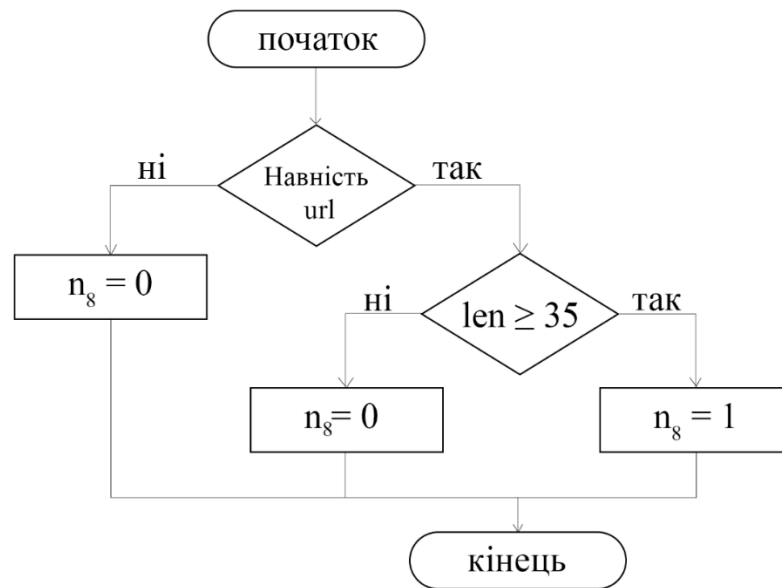 початок
ні
так
Навність
url
n₈ = 0
ні
так
len ≥ 35
n₈= 0
n₈ = 1
кінець